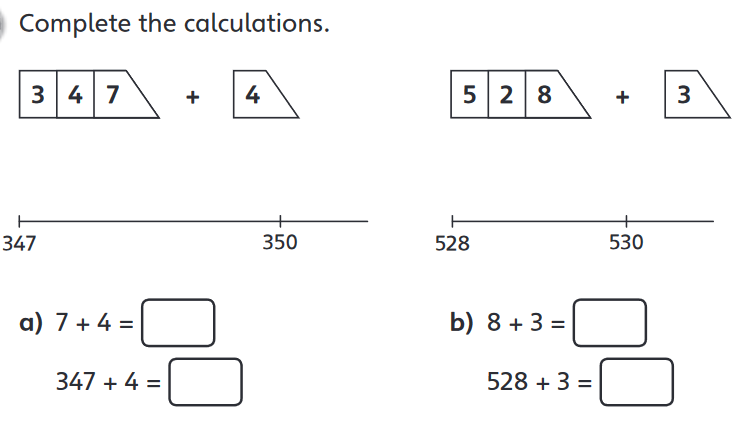 Complete the calculations.
3 4 7 + 4
5 2 8 + 3
347 350
528 530
a) 7 + 4 =
347 + 4 =
b) 8 + 3 =
528 + 3 =